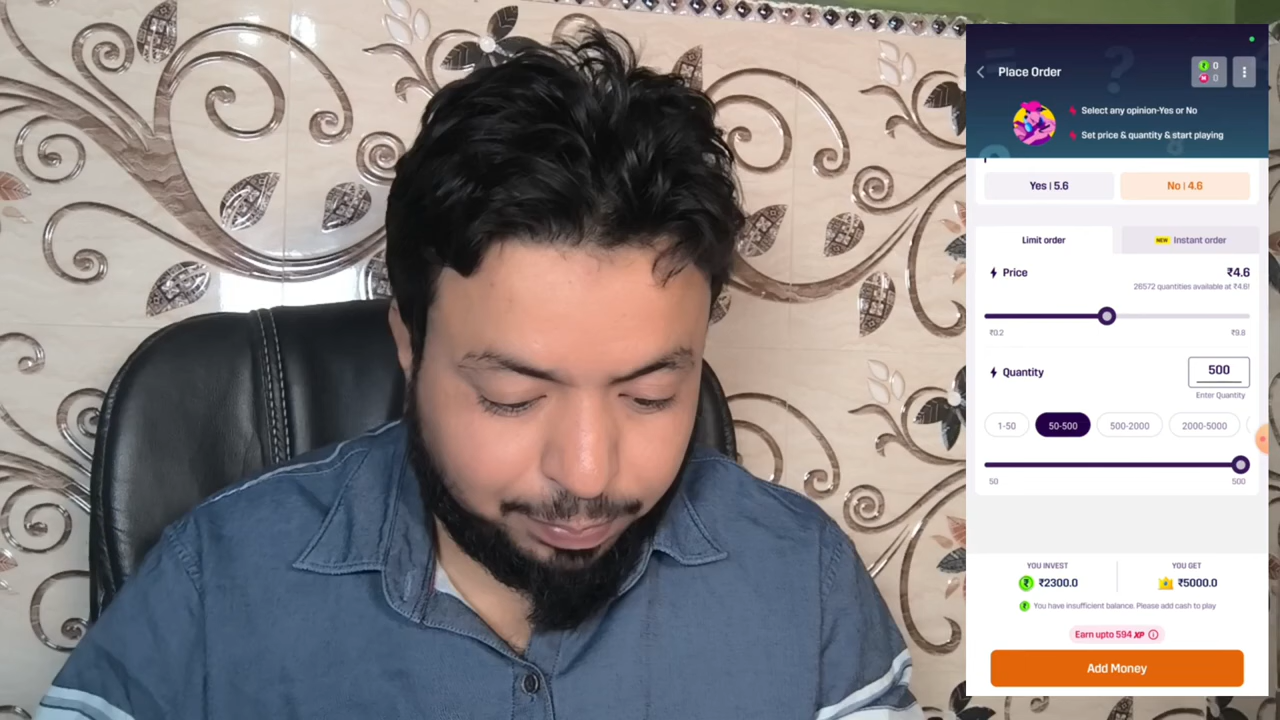 Place Order
0
0
Select any opinion-Yes or No
Set price & quantity & start playing
Yes | 5.6
No | 4.6
Limit order
NEW Instant order
Price
₹4.6
26572 quantities available at ₹4.6!
₹0.2
₹9.8
Quantity
500
Enter Quantity
1-50
50-500
500-2000
2000-5000
50
500
YOU INVEST
YOU GET
₹2300.0
₹5000.0
You have insufficient balance. Please add cash to play
Earn upto 594 XP
Add Money